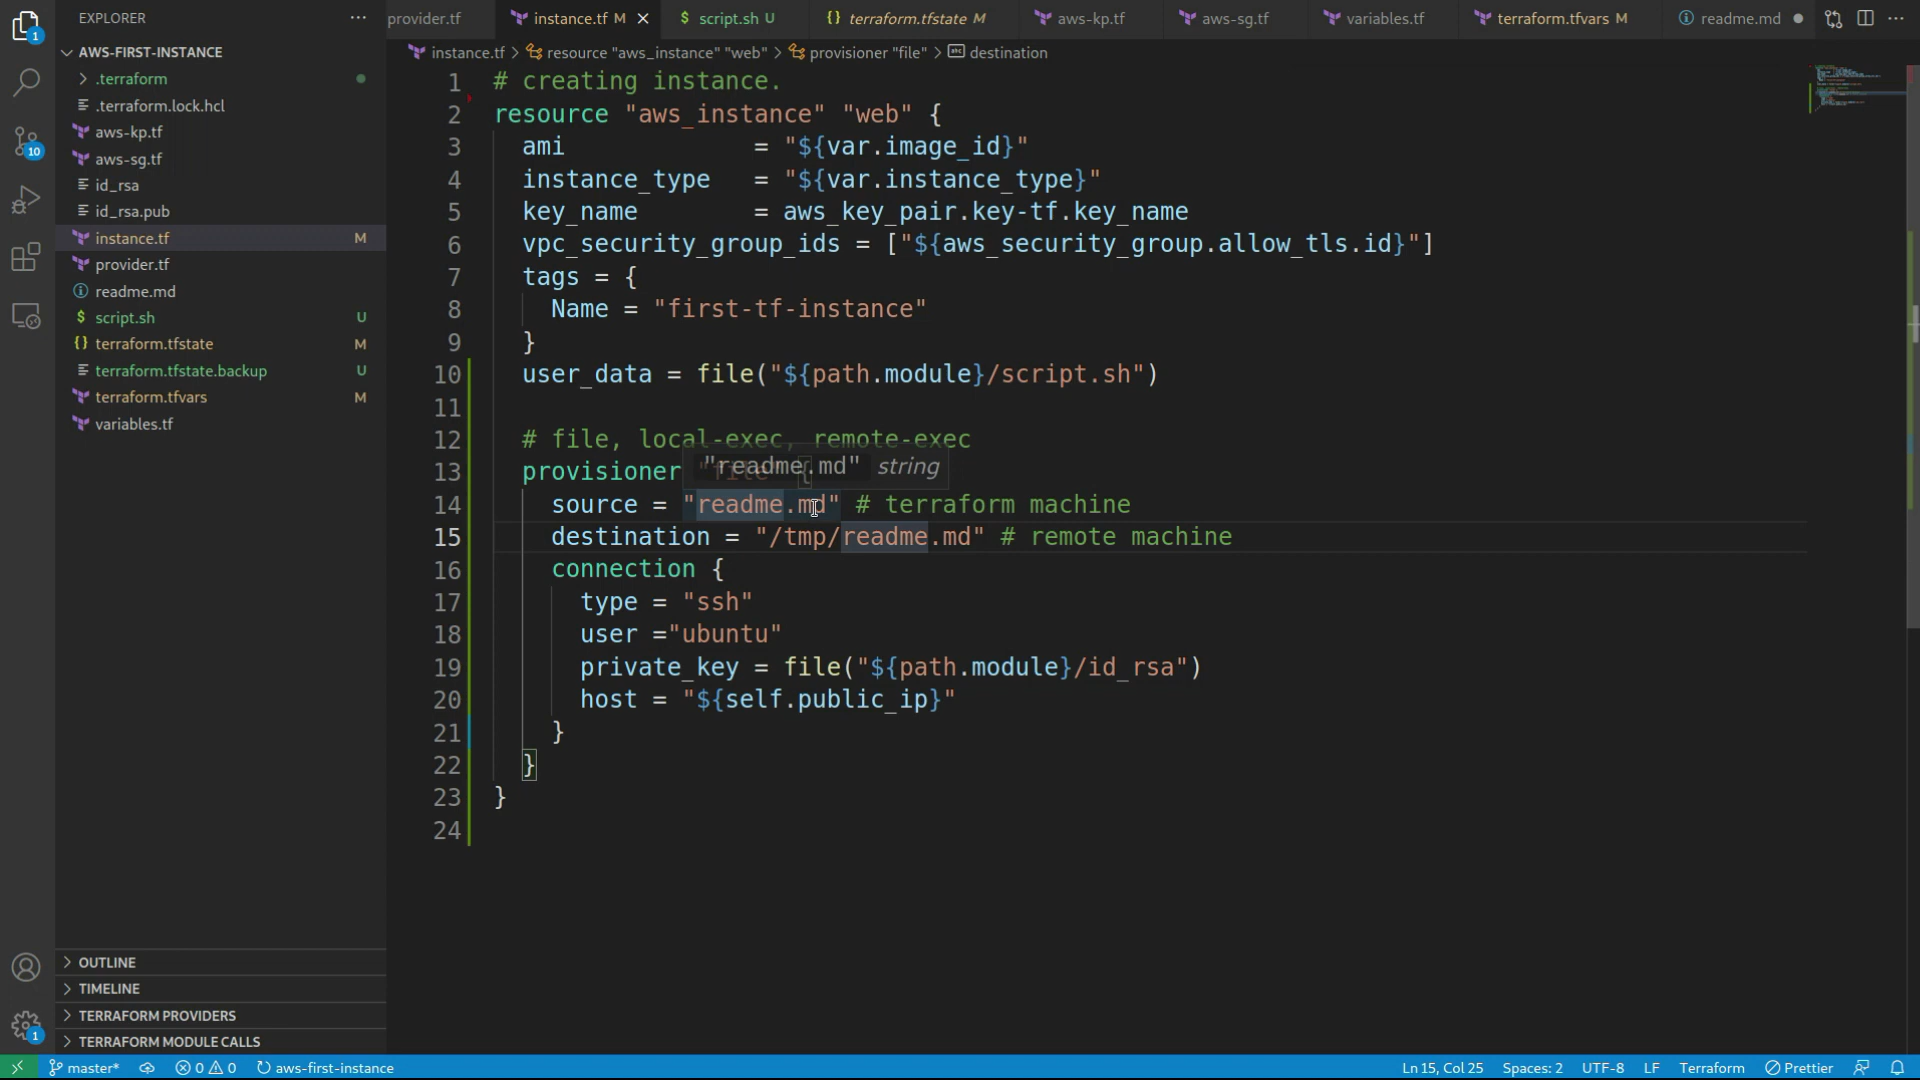 EXPLORER
provider.tf
instance.tf M
script.sh U
terraform.tfstate M
aws-kp.tf
aws-sg.tf
variables.tf
terraform.tfvars M
readme.md
AWS-FIRST-INSTANCE
instance.tf > resource "aws_instance" "web" > provisioner "file" > destination
.terraform
.terraform.lock.hcl
aws-kp.tf
aws-sg.tf
id_rsa
id_rsa.pub
instance.tf M
provider.tf
readme.md
script.sh U
terraform.tfstate M
terraform.tfstate.backup U
terraform.tfvars M
variables.tf
1
10
1 # creating instance.
2 resource "aws_instance" "web" {
3 ami = "${var.image_id}"
4 instance_type = "${var.instance_type}"
5 key_name = aws_key_pair.key-tf.key_name
6 vpc_security_group_ids = ["${aws_security_group.allow_tls.id}"]
7 tags = {
8 Name = "first-tf-instance"
9 }
10 user_data = file("${path.module}/script.sh")
11
12 # file, local-exec, remote-exec
13 provisioner "file" {
"readme.md" string
14 source = "readme.md" # terraform machine
15 destination = "/tmp/readme.md" # remote machine
16 connection {
17 type = "ssh"
18 user ="ubuntu"
19 private_key = file("${path.module}/id_rsa")
20 host = "${self.public_ip}"
21 }
22 }
23 }
24
OUTLINE
TIMELINE
TERRAFORM PROVIDERS
TERRAFORM MODULE CALLS
1
master* 0 0 aws-first-instance Ln 15, Col 25 Spaces: 2 UTF-8 LF Terraform Prettier